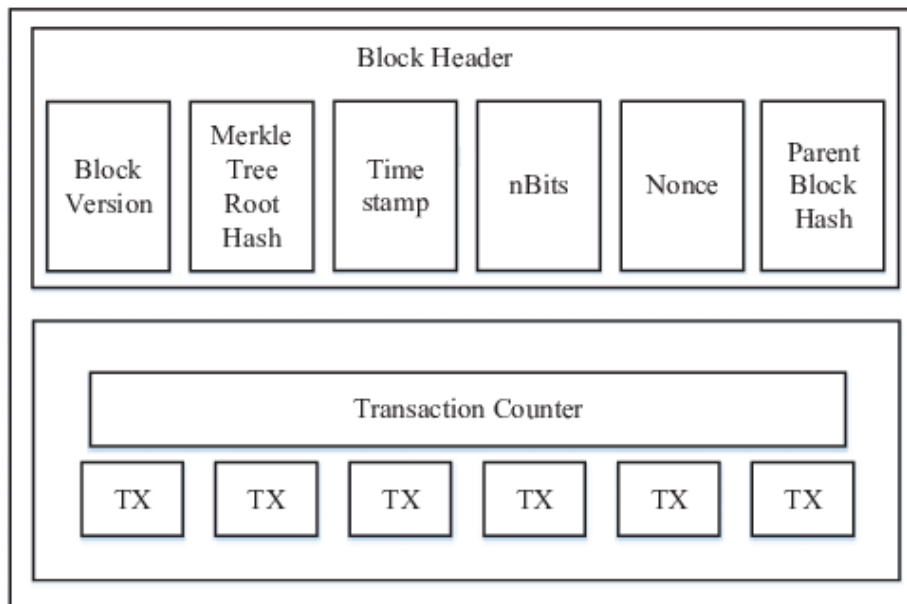 Block Header
Block
Version
Merkle
Tree
Root
Hash
Time
stamp
nBits
Nonce
Parent
Block
Hash
Transaction Counter
TX
TX
TX
TX
TX
TX